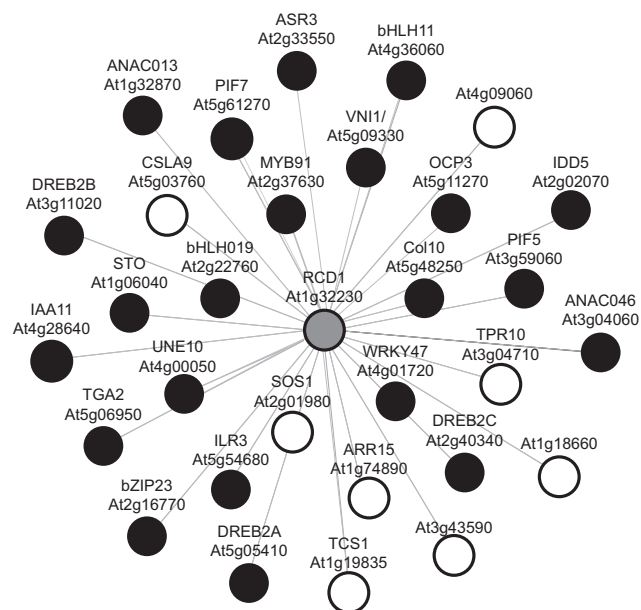 ASR3
At2g33550
bHLH11
At4g36060
ANAC013
At1g32870
PIF7
At5g61270
At4g09060
VNI1/
At5g09330
CSLA9
At5g03760
MYB91
At2g37630
OCP3
At5g11270
IDD5
At2g02070
DREB2B
At3g11020
bHLH019
At2g22760
Col10
At5g48250
PIF5
At3g59060
STO
At1g06040
RCD1
At1g32230
ANAC046
At3g04060
IAA11
At4g28640
UNE10
At4g00050
WRKY47
At4g01720
TPR10
At3g04710
TGA2
At5g06950
SOS1
At2g01980
DREB2C
At2g40340
At1g18660
ILR3
At5g54680
ARR15
At1g74890
bZIP23
At2g16770
At3g43590
DREB2A
At5g05410
TCS1
At1g19835